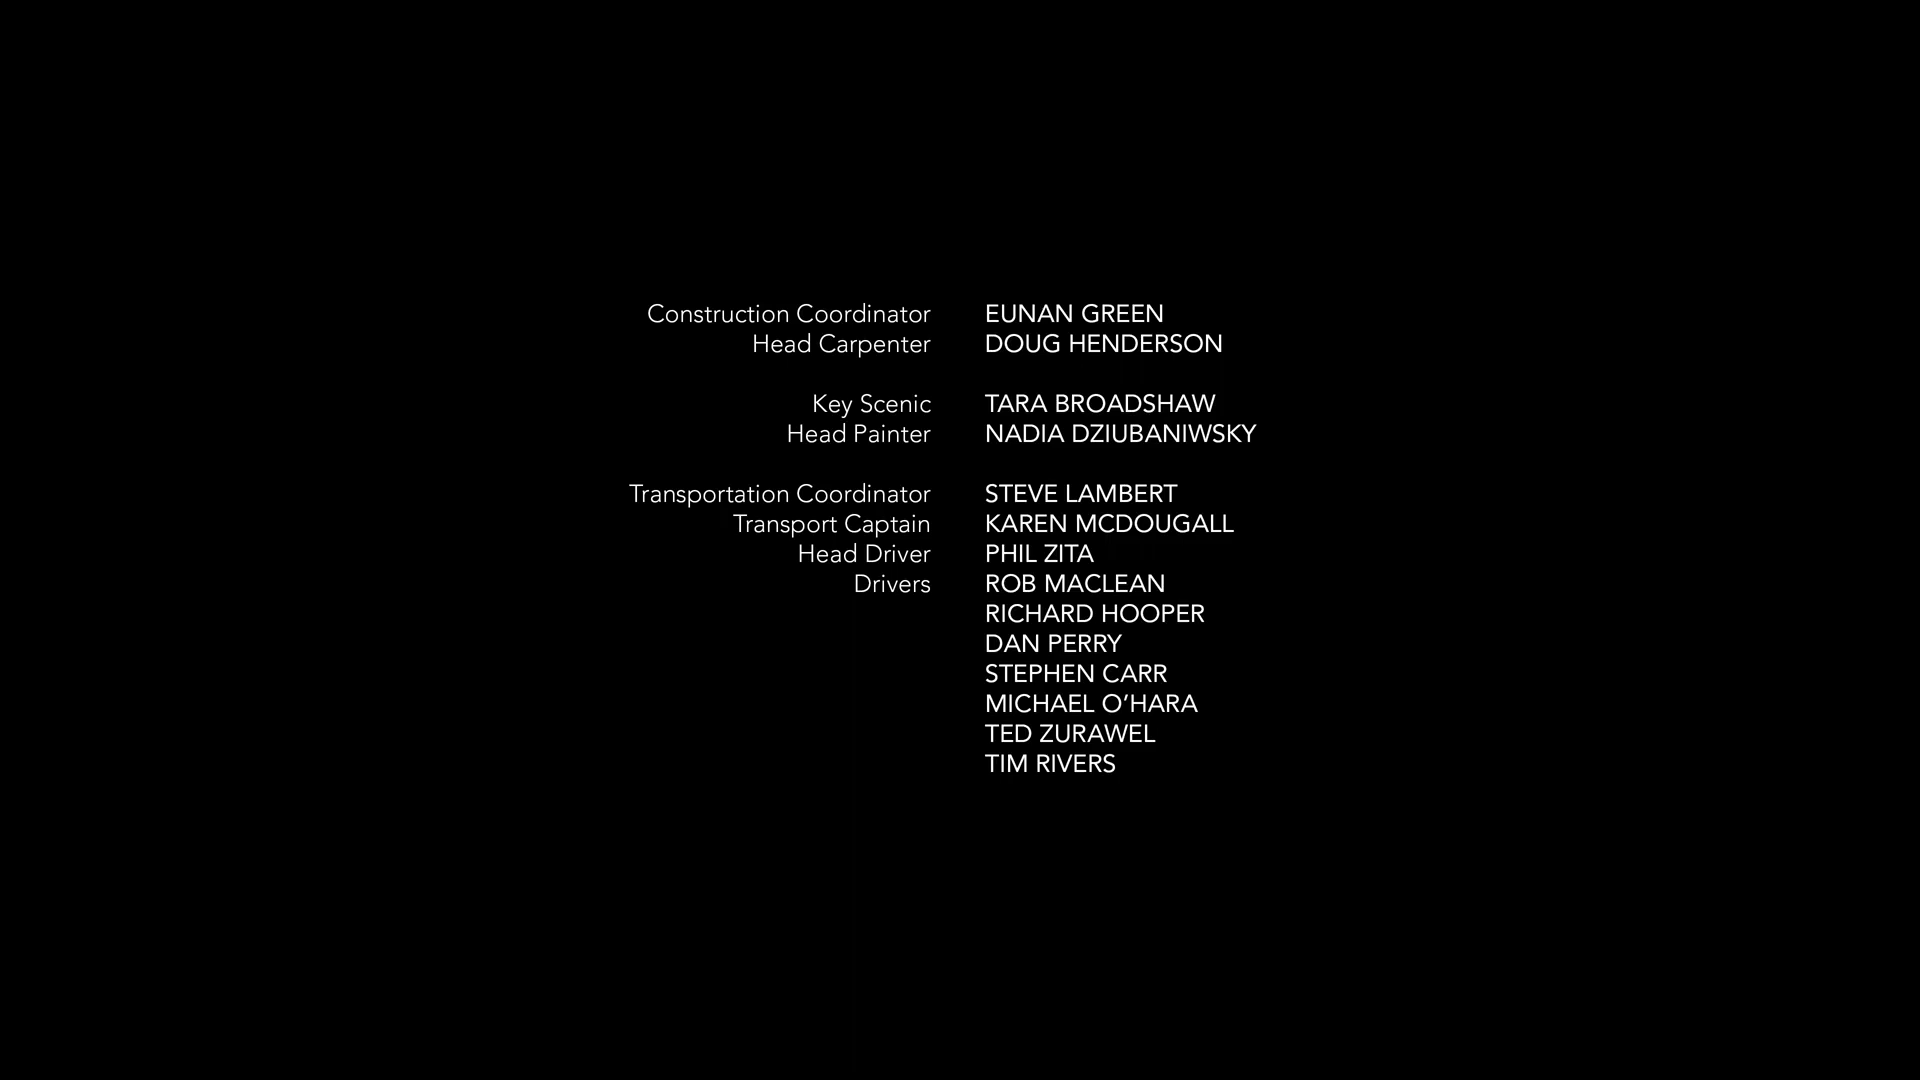 Construction Coordinator EUNAN GREEN
Head Carpenter DOUG HENDERSON
Key Scenic TARA BROADSHAW
Head Painter NADIA DZIUBANIWSKY
Transportation Coordinator STEVE LAMBERT
Transport Captain KAREN MCDOUGALL
Head Driver PHIL ZITA
Drivers ROB MACLEAN
RICHARD HOOPER
DAN PERRY
STEPHEN CARR
MICHAEL O’HARA
TED ZURAWEL
TIM RIVERS